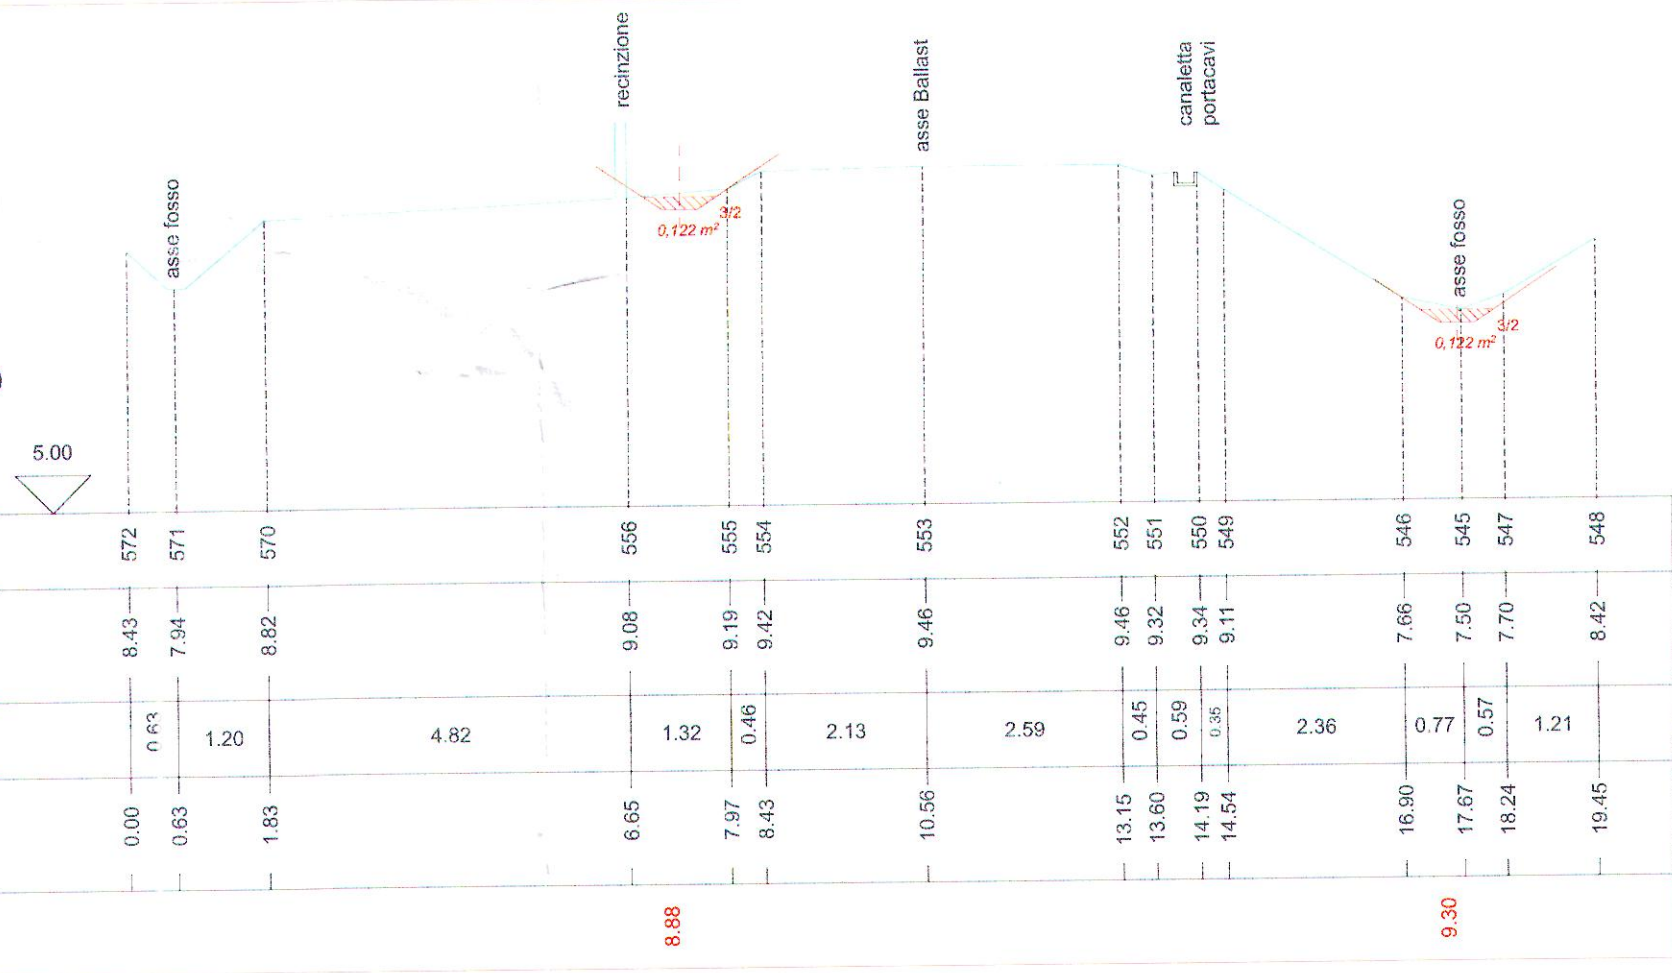 recinzione
asse Ballast
canaletta
portacavi
asse fosso
asse fosso
3/2
0,122 m²
3/2
0,122 m²
5.00
572 571 570 556 555 554 553 552 551 550 549 546 545 547 548
8.43 7.94 8.82 9.08 9.19 9.42 9.46 9.46 9.32 9.34 9.11 7.66 7.50 7.70 8.42
0.63 1.20 4.82 1.32 0.46 2.13 2.59 0.45 0.59 0.35 2.36 0.77 0.57 1.21
0.00 0.63 1.83 6.65 7.97 8.43 10.56 13.15 13.60 14.19 14.54 16.90 17.67 18.24 19.45
8.88 9.30